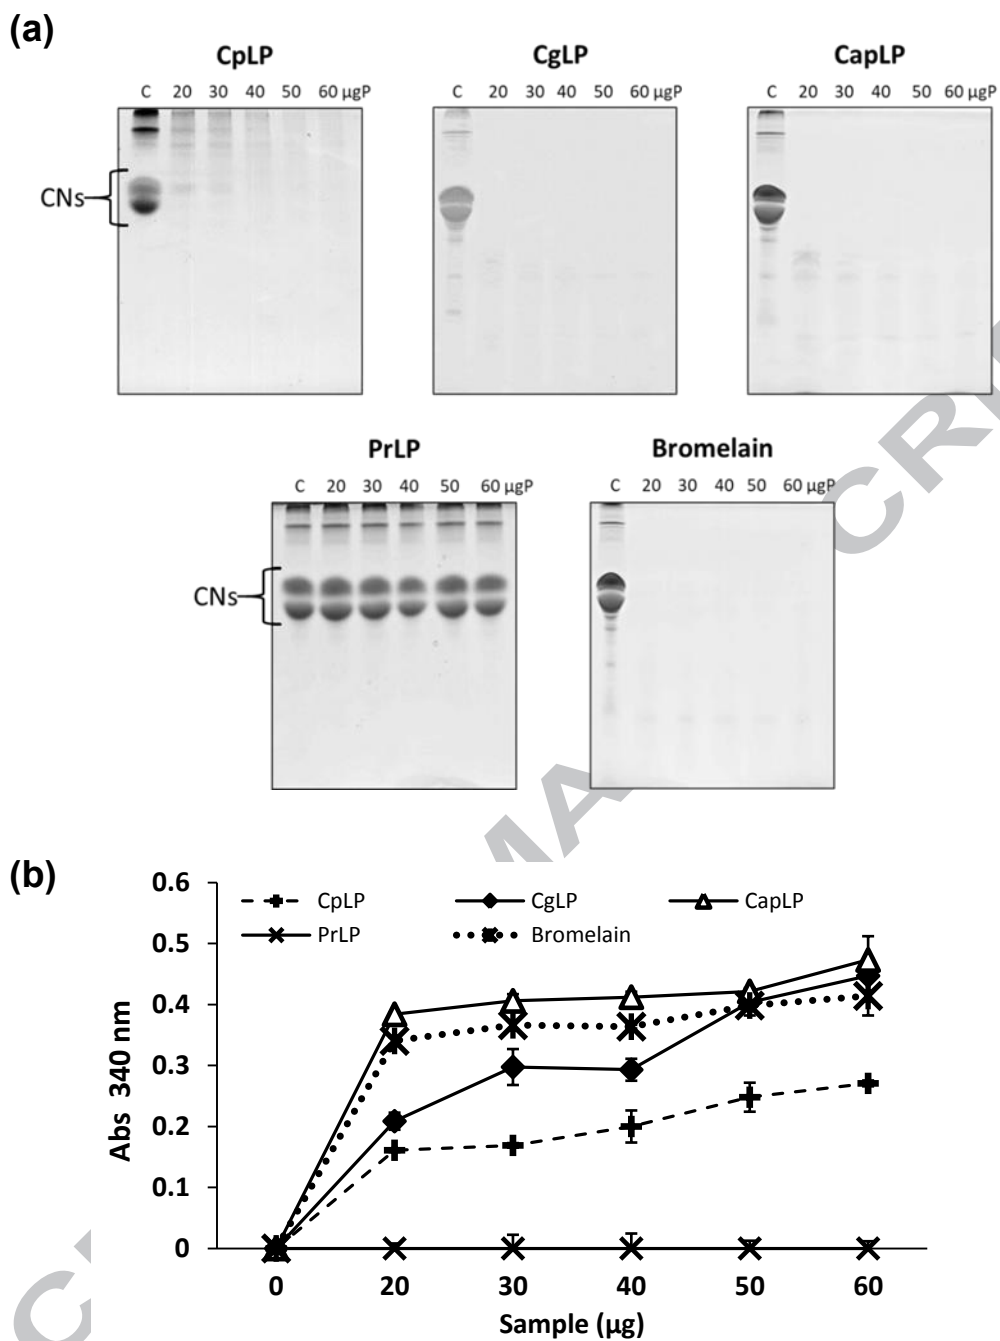 (a)
CpLP
CgLP
CapLP
C 20 30 40 50 60 µgP
C 20 30 40 50 60 µgP
C 20 30 40 50 60 µgP
CNs
PrLP
Bromelain
C 20 30 40 50 60 µgP
C 20 30 40 50 60 µgP
CNs
(b)
CpLP CgLP CapLP
PrLP Bromelain
0.6
0.5
0.4
0.3
0.2
0.1
0
Abs 340 nm
0 20 30 40 50 60
Sample (µg)